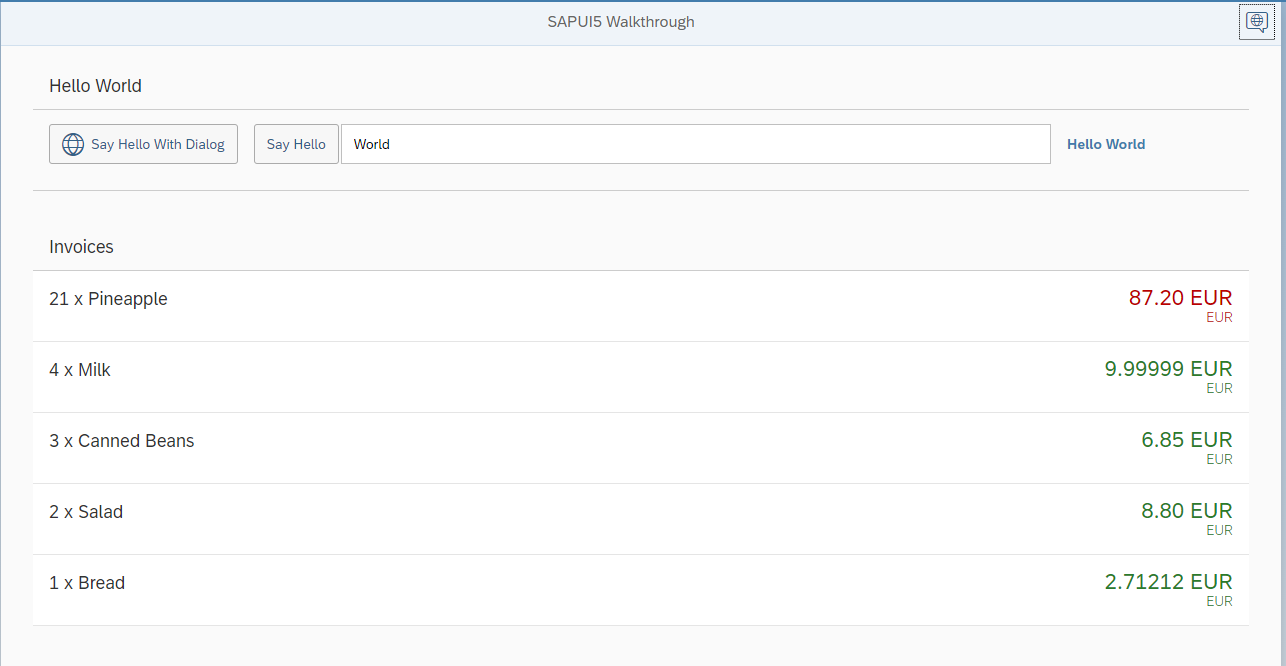 SAPUI5 Walkthrough
Hello World
Say Hello With Dialog Say Hello World Hello World
Invoices
21 x Pineapple 87.20 EUR
EUR
4 x Milk 9.99999 EUR
EUR
3 x Canned Beans 6.85 EUR
EUR
2 x Salad 8.80 EUR
EUR
1 x Bread 2.71212 EUR
EUR